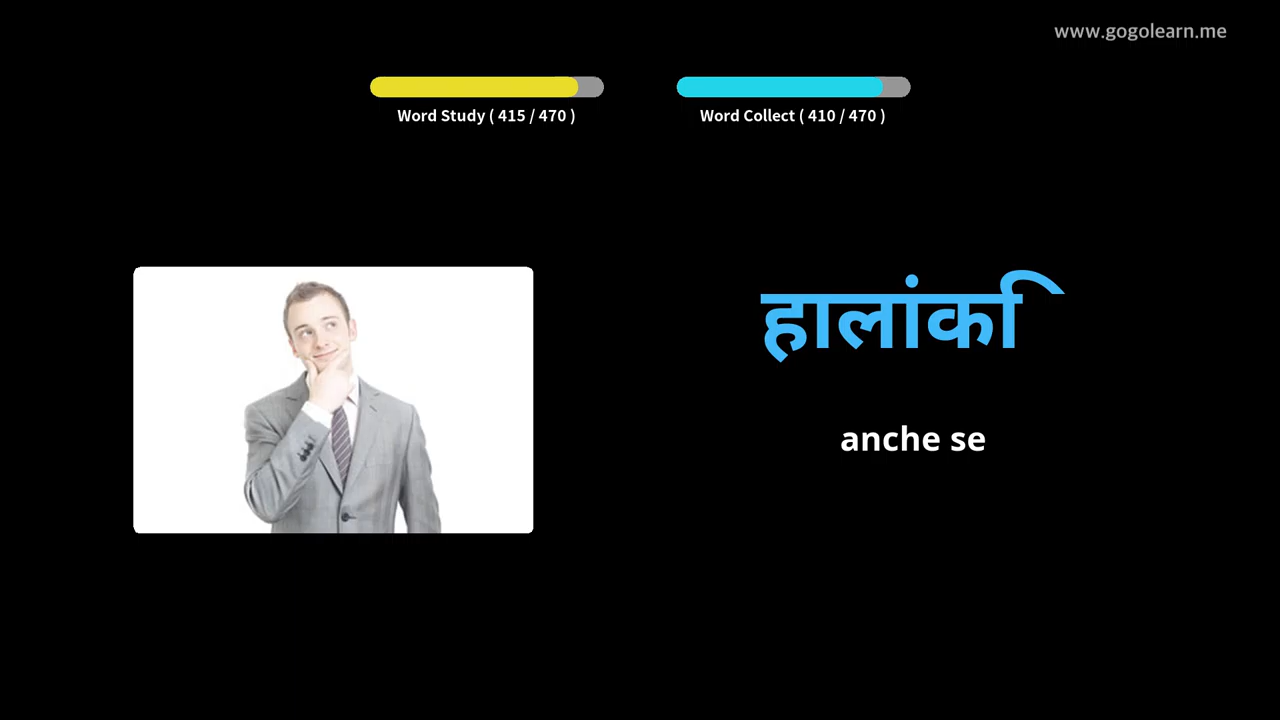 www.gogolearn.me
Word Study ( 415 / 470 )
Word Collect ( 410 / 470 )
हालांकि
anche se